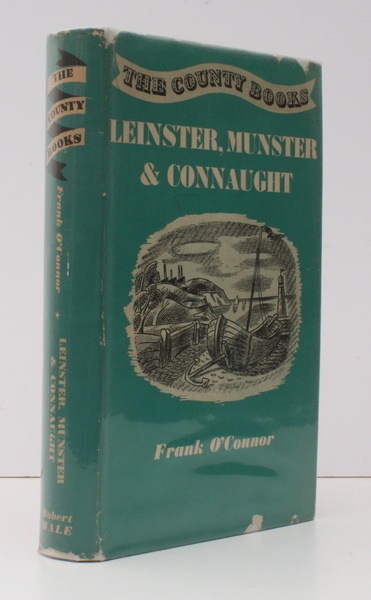 THE COUNTY BOOKS
LEINSTER, MUNSTER
& CONNAUGHT
Frank O'Connor
THE
COUNTY
BOOKS
Frank O'Connor * LEINSTER, MUNSTER
& CONNAUGHT
Robert
HALE